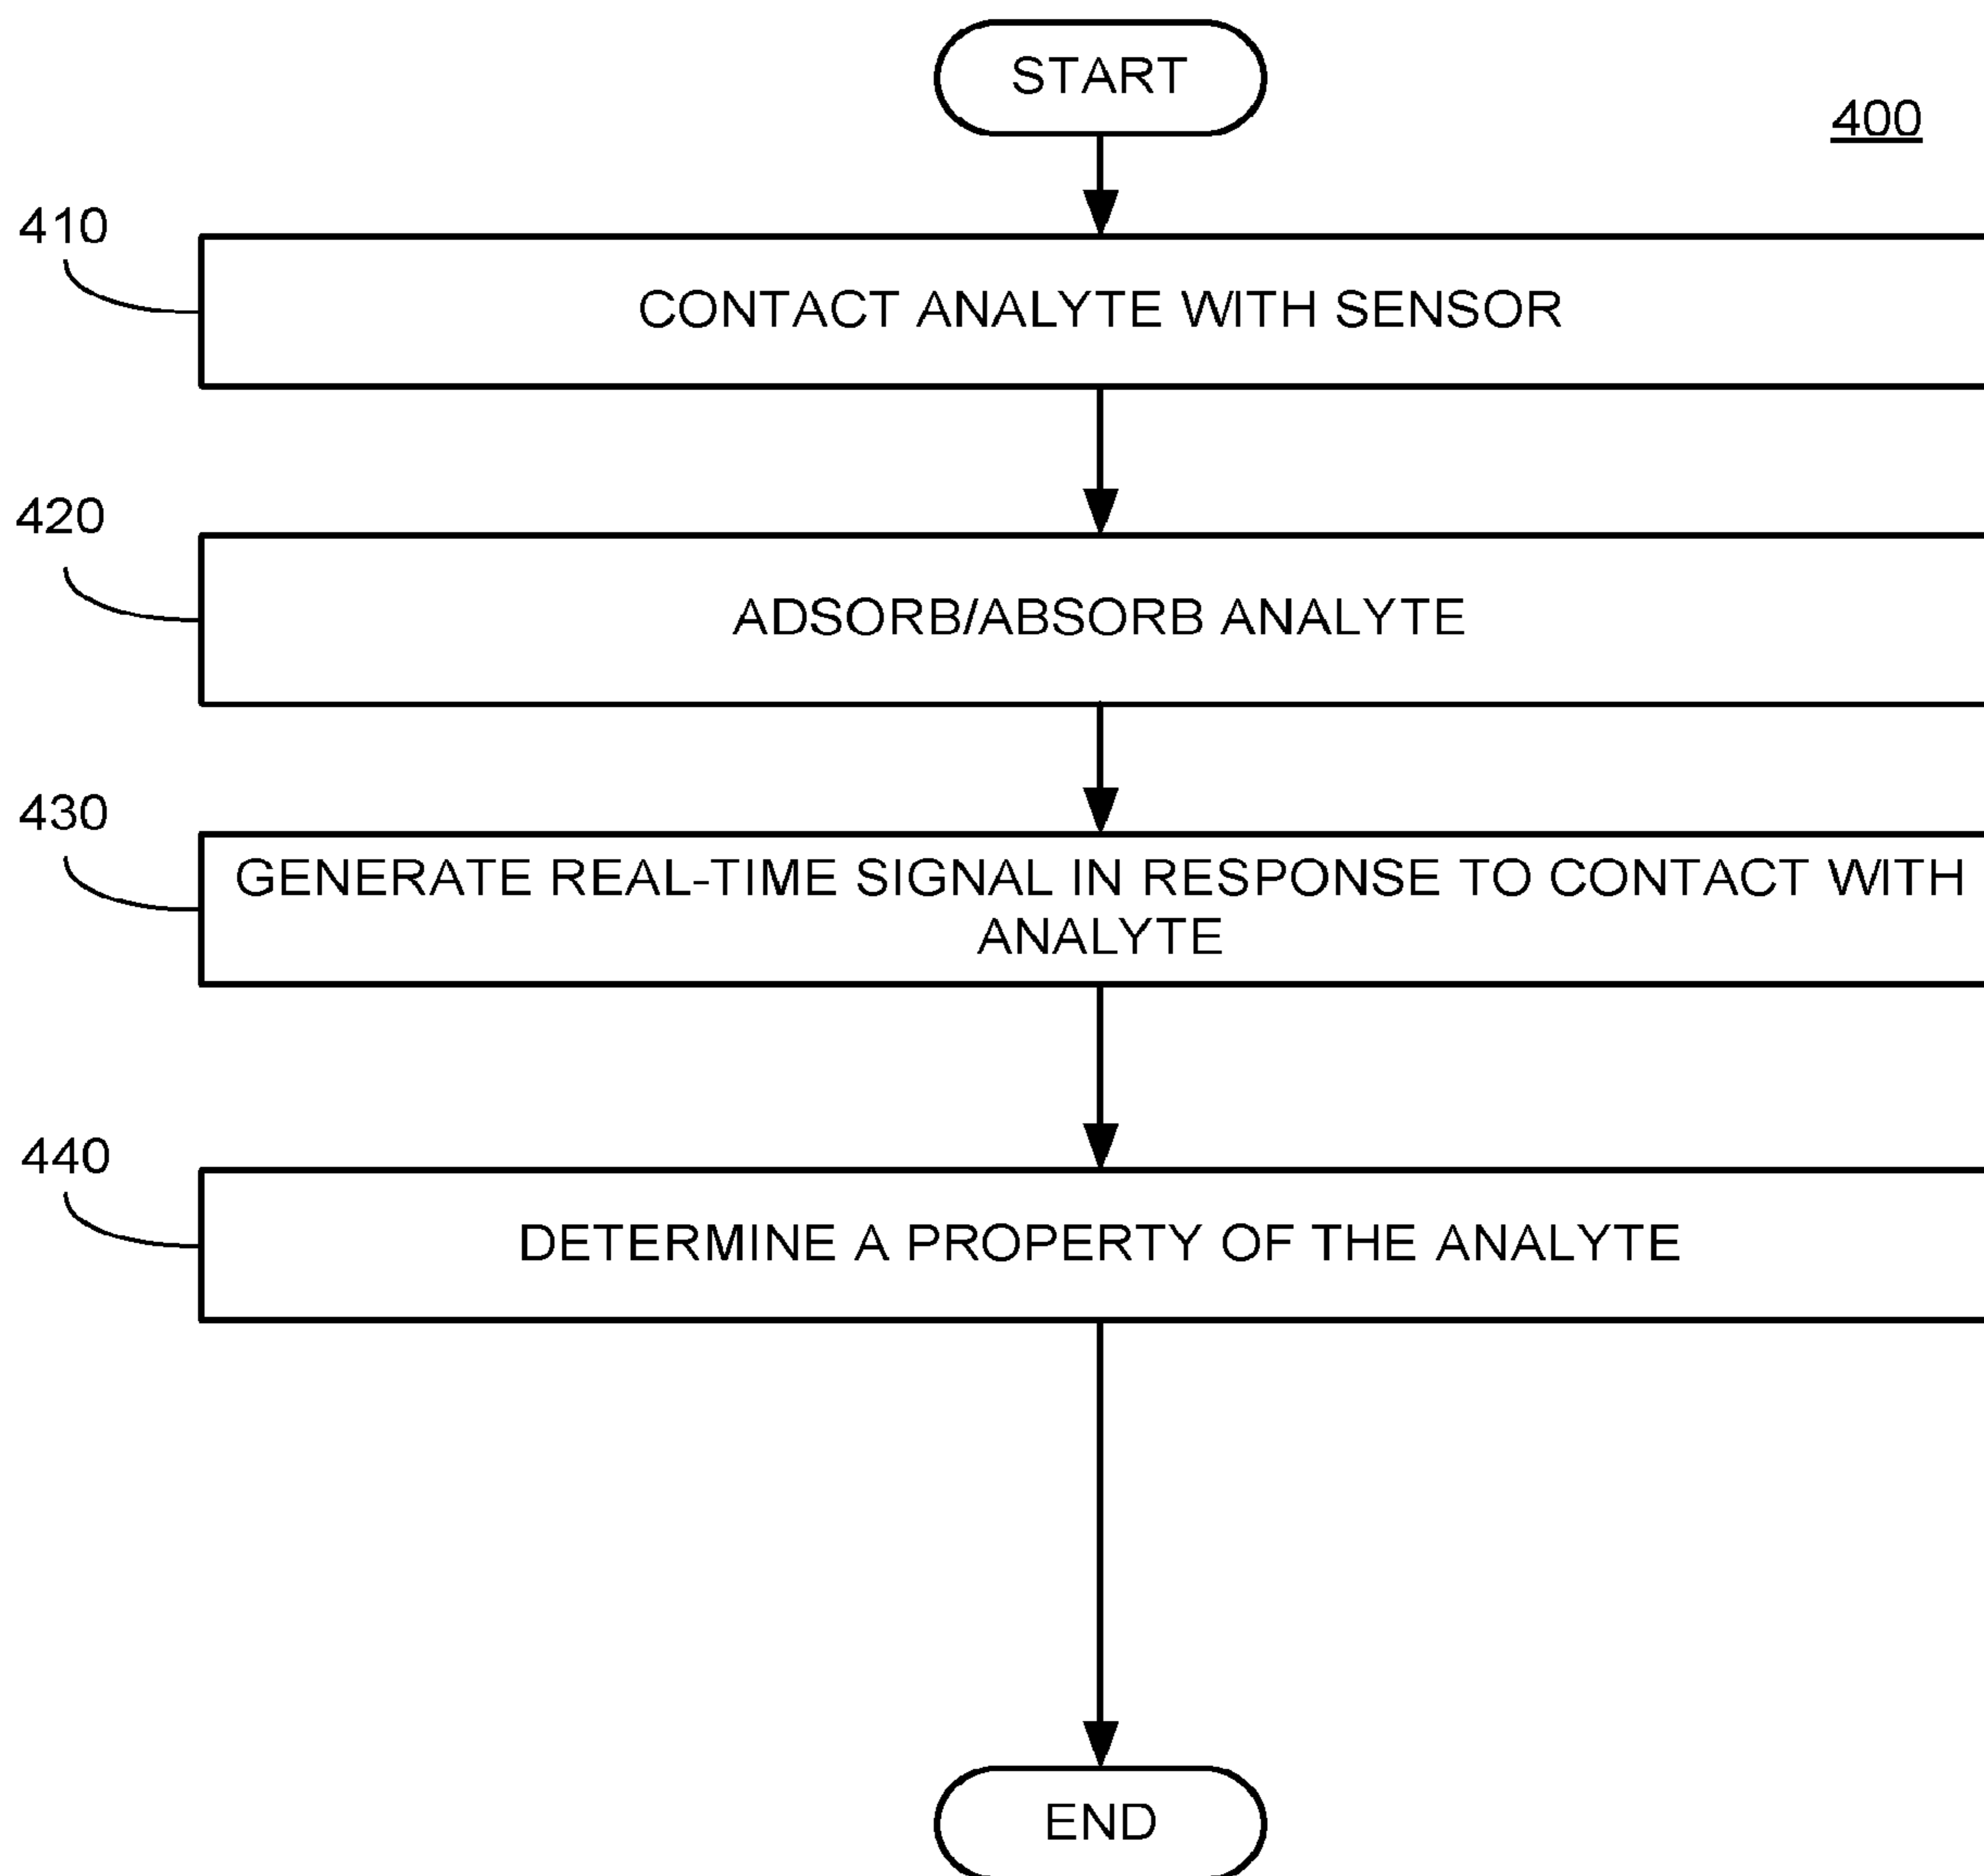 START
400
410
CONTACT ANALYTE WITH SENSOR
420
ADSORB/ABSORB ANALYTE
430
GENERATE REAL-TIME SIGNAL IN RESPONSE TO CONTACT WITH
ANALYTE
440
DETERMINE A PROPERTY OF THE ANALYTE
END